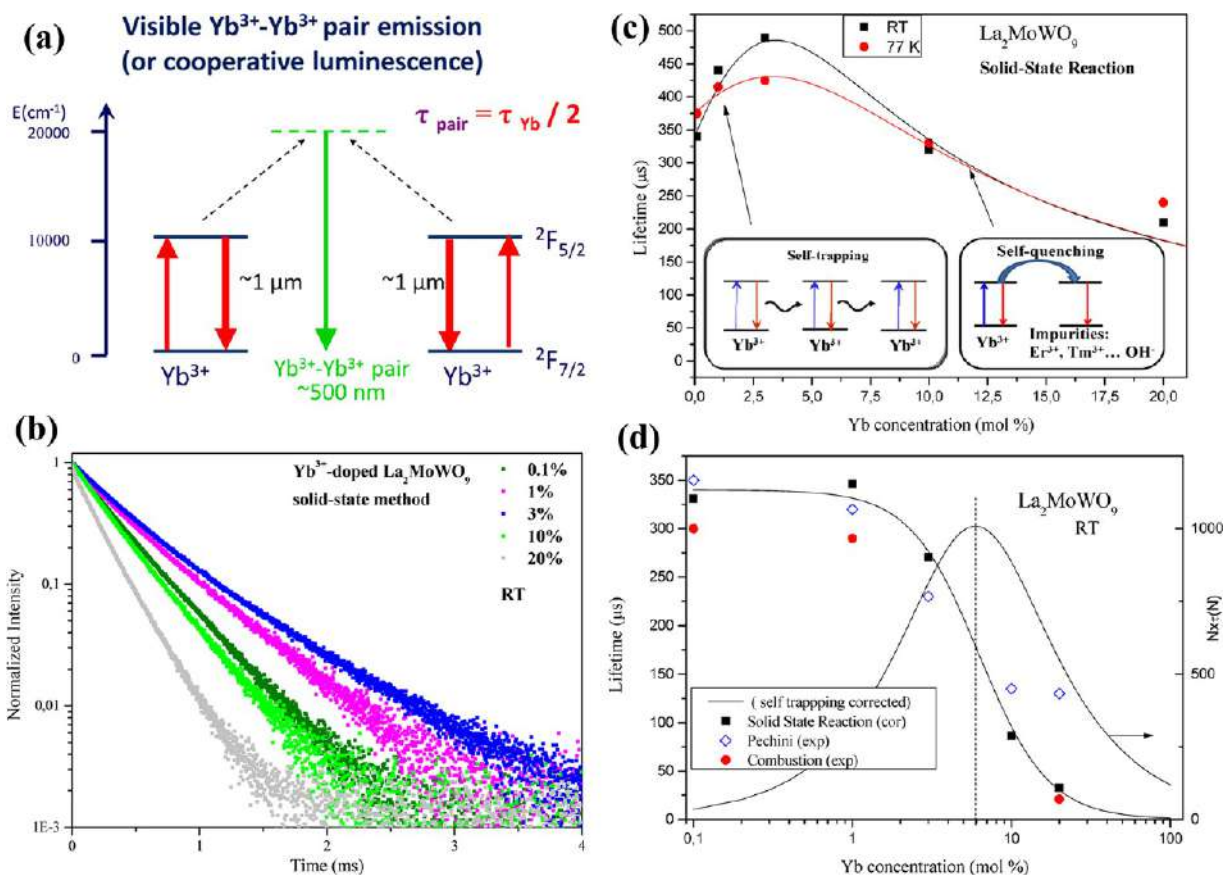 (a)
Visible Yb³⁺-Yb³⁺ pair emission
(or cooperative luminescence)
E(cm⁻¹)
20000
τ pair = τ Yb / 2
10000
²F5/2
~1 μm
~1 μm
0
²F7/2
Yb³⁺
Yb³⁺-Yb³⁺ pair
~500 nm
Yb³⁺
(b)
Yb³⁺-doped La₂MoWO₉
solid-state method
0.1%
1%
3%
10%
20%
RT
1
0.1
0,01
1E-3
Normalized Intensity
0
1
2
3
4
Time (ms)
(c)
RT
77 K
La₂MoWO₉
Solid-State Reaction
500
450
400
350
300
250
200
150
100
50
0
Lifetime (μs)
Self-trapping
Yb³⁺
Yb³⁺
Yb³⁺
Self-quenching
Yb³⁺
Impurities:
Er³⁺, Tm³⁺... OH⁻
0,0
2,5
5,0
7,5
10,0
12,5
15,0
17,5
20,0
Yb concentration (mol %)
(d)
La₂MoWO₉
RT
350
300
250
200
150
100
50
0
Lifetime (μs)
1000
500
0
Nxτ(N)
( self trappping corrected)
Solid State Reaction (cor)
Pechini (exp)
Combustion (exp)
0,1
1
10
100
Yb concentration (mol %)